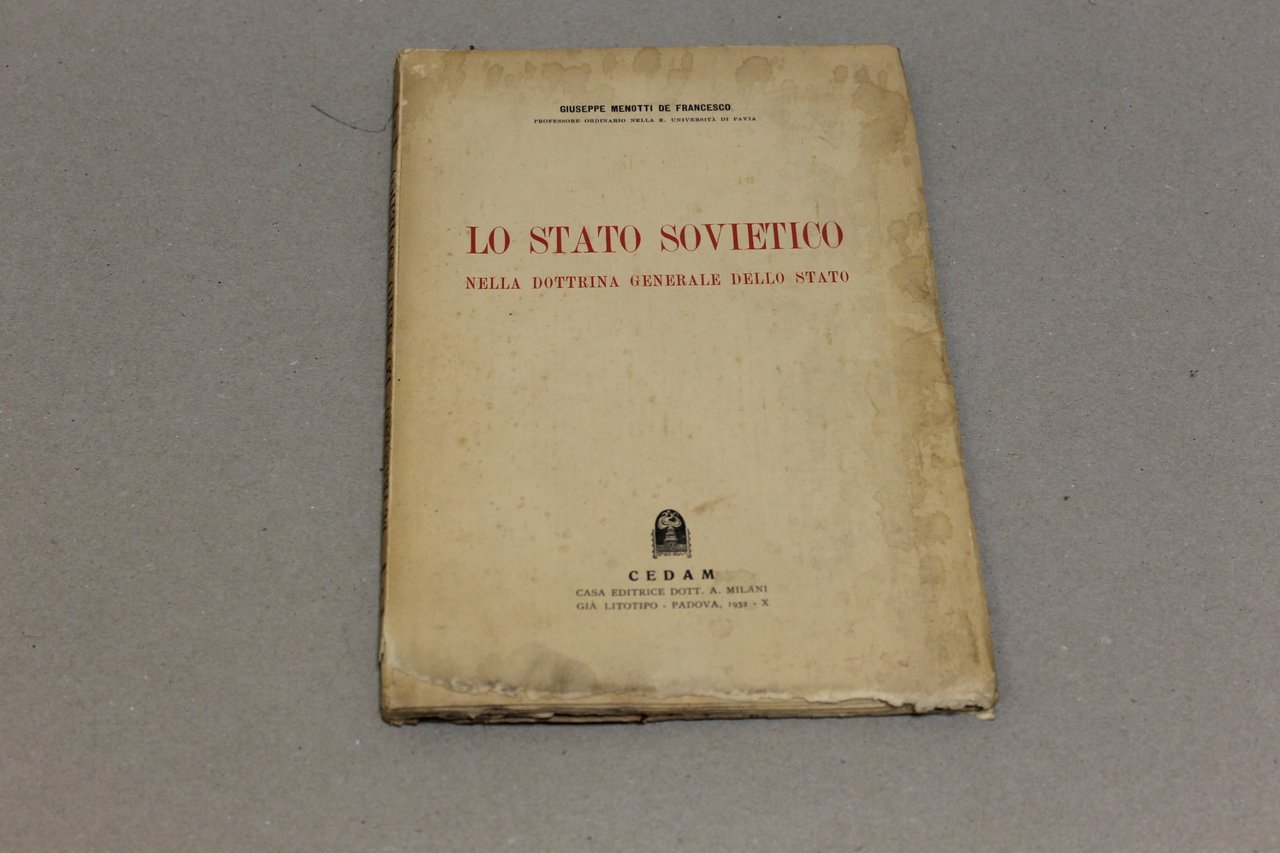 GIUSEPPE MENOTTI DE FRANCESCO
PROFESSORE ORDINARIO NELLA R. UNIVERSITÀ DI PAVIA
LO STATO SOVIETICO
NELLA DOTTRINA GENERALE DELLO STATO
CEDAM
CASA EDITRICE DOTT. A. MILANI
GIÀ LITOTIPO - PADOVA, 1932 - X